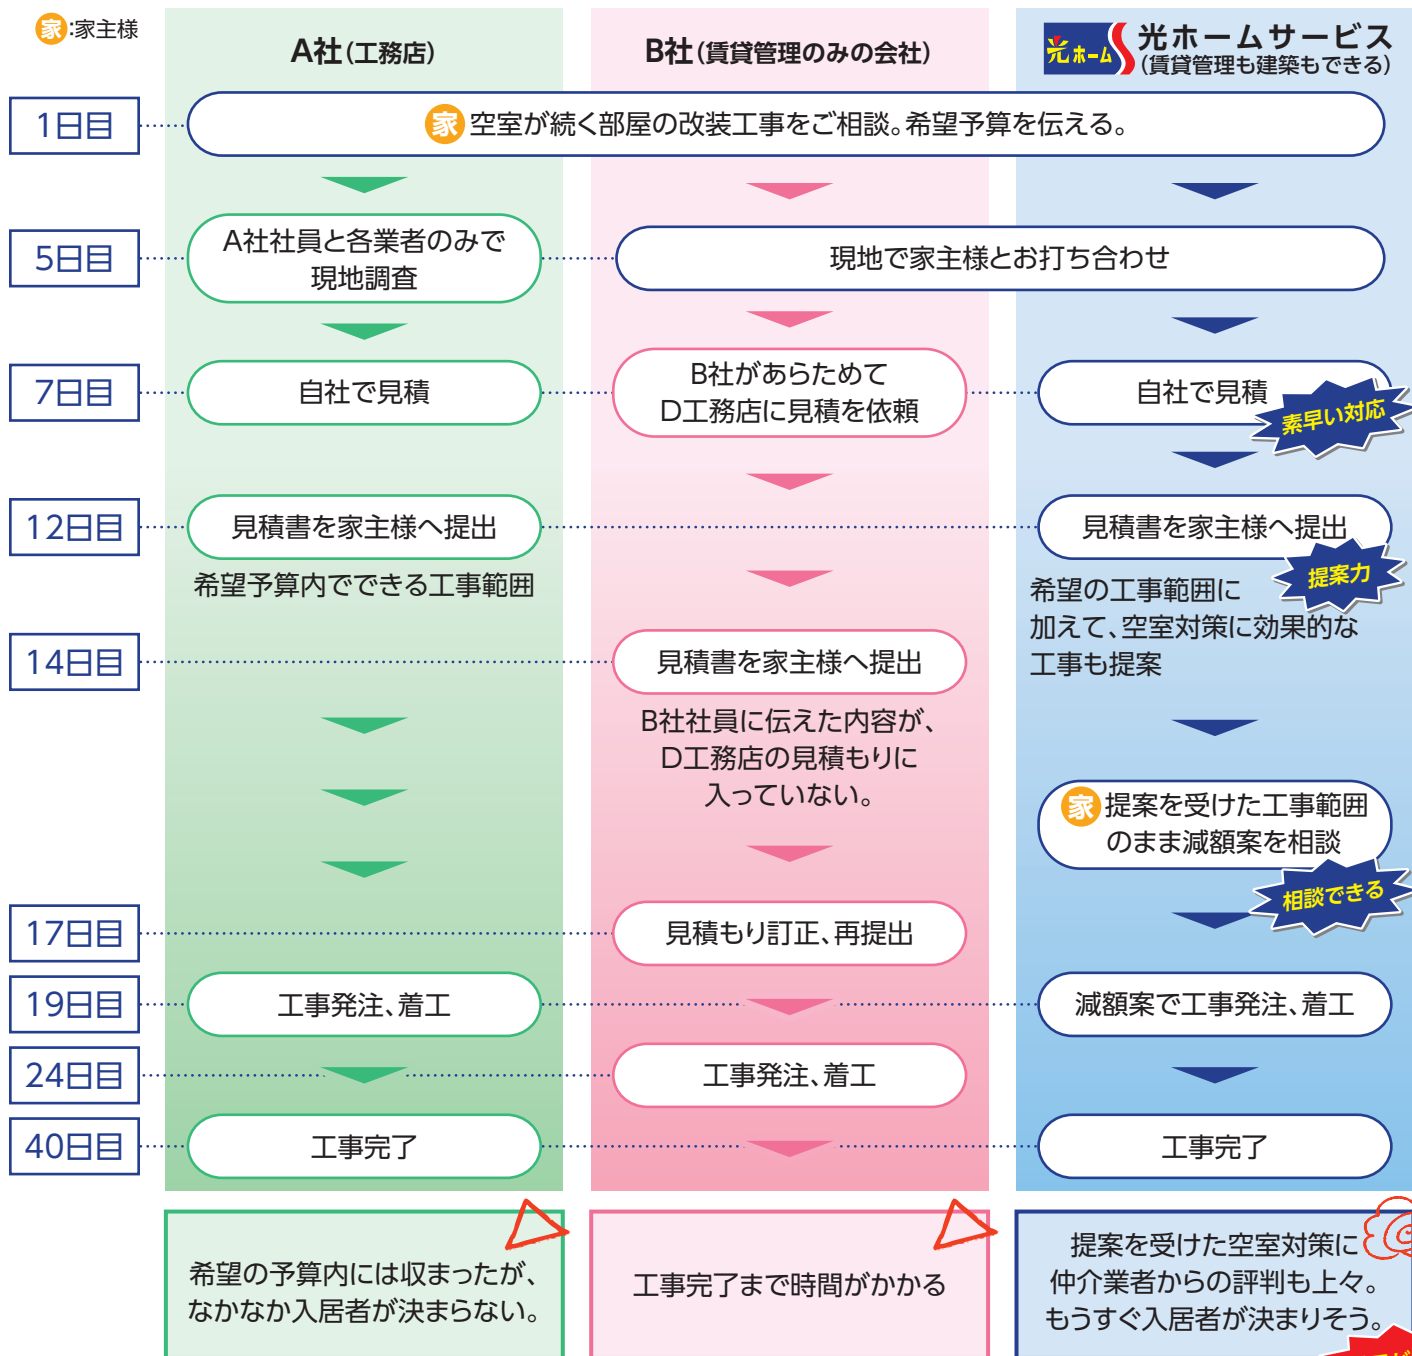 家:家主様
A社(工務店)
B社(賃貸管理のみの会社)
光ホーム
光ホームサービス
(賃貸管理も建築もできる)
1日目
家 空室が続く部屋の改装工事をご相談。希望予算を伝える。
5日目
A社社員と各業者のみで
現地調査
現地で家主様とお打ち合わせ
7日目
自社で見積
B社があらためて
D工務店に見積を依頼
自社で見積
素早い対応
12日目
見積書を家主様へ提出
希望予算内でできる工事範囲
見積書を家主様へ提出
提案力
希望の工事範囲に
加えて、空室対策に効果的な
工事も提案
14日目
見積書を家主様へ提出
B社社員に伝えた内容が、
D工務店の見積もりに
入っていない。
家 提案を受けた工事範囲
のまま減額案を相談
相談できる
17日目
見積もり訂正、再提出
19日目
工事発注、着工
減額案で工事発注、着工
24日目
工事発注、着工
40日目
工事完了
工事完了
希望の予算内には収まったが、
なかなか入居者が決まらない。
工事完了まで時間がかかる
提案を受けた空室対策に
仲介業者からの評判も上々。
もうすぐ入居者が決まりそう。